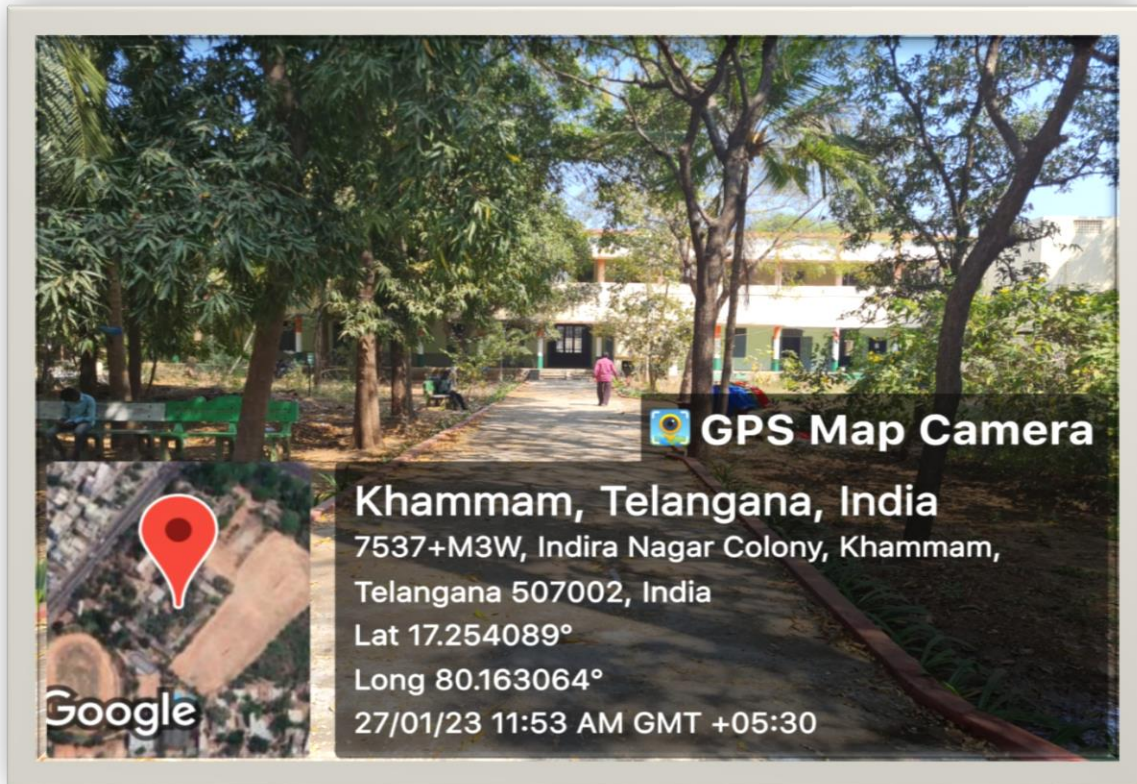 GPS Map Camera
Khammam, Telangana, India
7537+M3W, Indira Nagar Colony, Khammam,
Telangana 507002, India
Lat 17.254089°
Long 80.163064°
27/01/23 11:53 AM GMT +05:30
Google